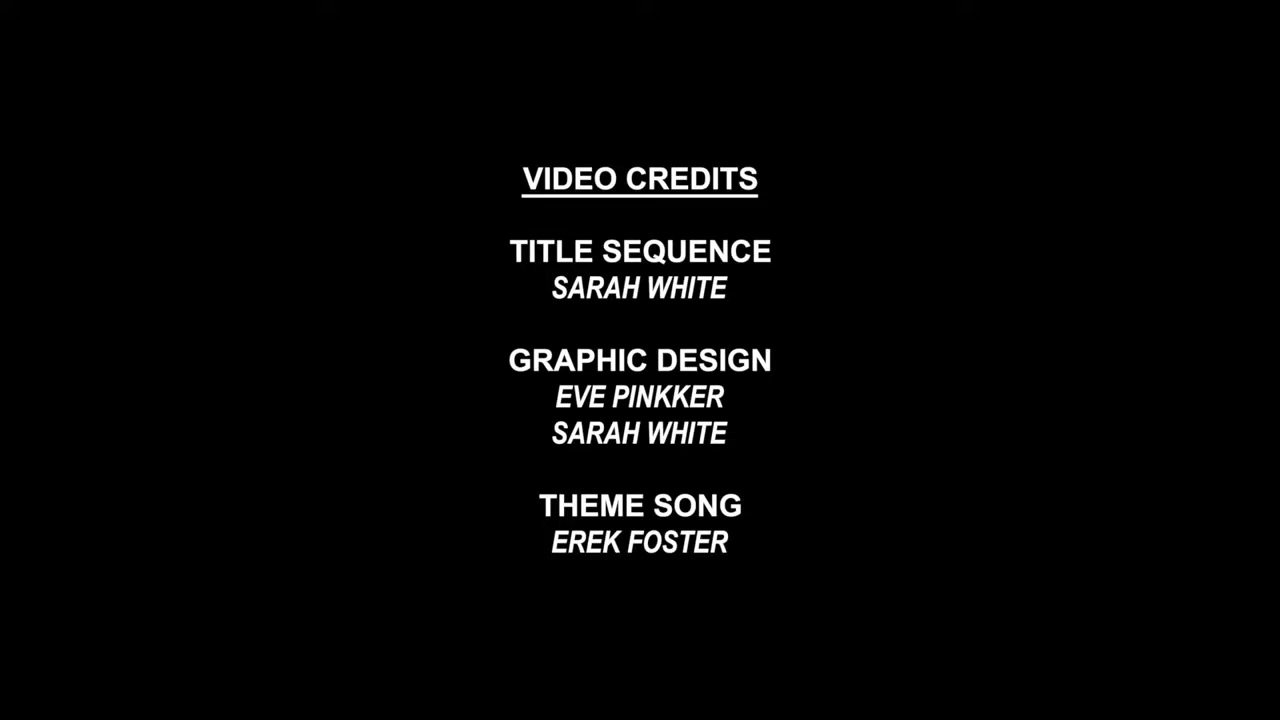 VIDEO CREDITS
TITLE SEQUENCE
SARAH WHITE
GRAPHIC DESIGN
EVE PINKKER
SARAH WHITE
THEME SONG
EREK FOSTER